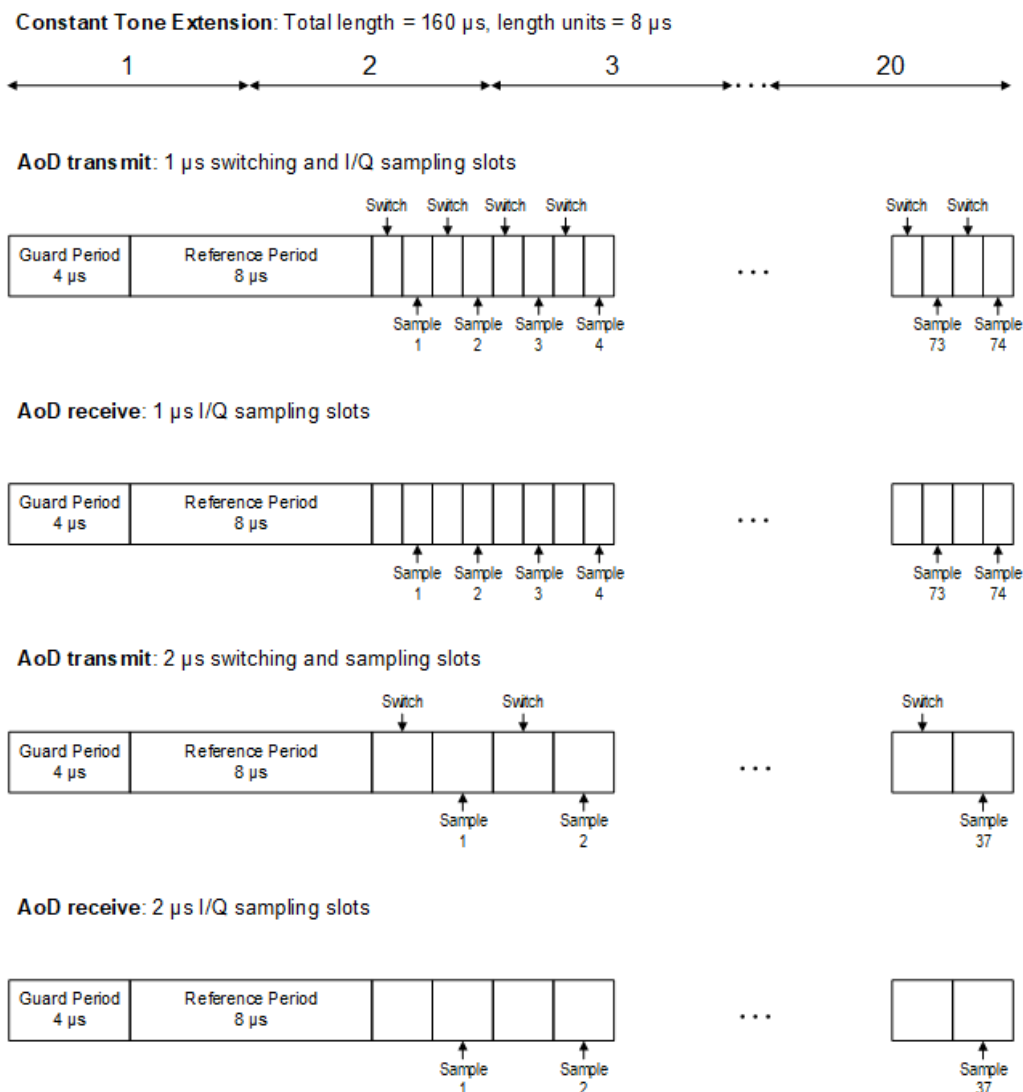 Constant Tone Extension: Total length = 160 µs, length units = 8 µs
1 2 3 ... 20
AoD transmit: 1 µs switching and I/Q sampling slots
Switch Switch Switch Switch Switch Switch
Guard Period Reference Period
4 µs 8 µs
...
Sample Sample Sample Sample Sample Sample
1 2 3 4 73 74
AoD receive: 1 µs I/Q sampling slots
Guard Period Reference Period
4 µs 8 µs
...
Sample Sample Sample Sample Sample Sample
1 2 3 4 73 74
AoD transmit: 2 µs switching and sampling slots
Switch Switch Switch
Guard Period Reference Period
4 µs 8 µs
...
Sample Sample Sample
1 2 37
AoD receive: 2 µs I/Q sampling slots
Guard Period Reference Period
4 µs 8 µs
...
Sample Sample Sample
1 2 37